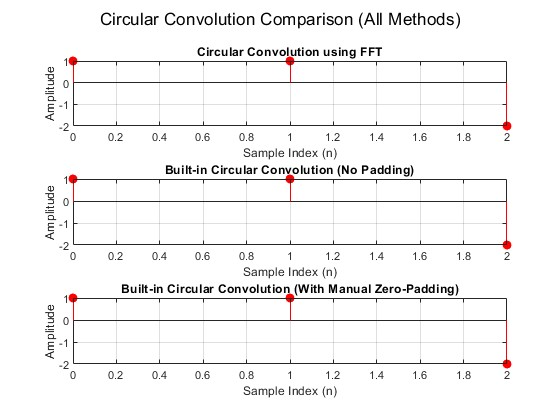 Circular Convolution Comparison (All Methods)
Circular Convolution using FFT
Amplitude
1
0
-1
-2
0 0.2 0.4 0.6 0.8 1 1.2 1.4 1.6 1.8 2
Sample Index (n)
Built-in Circular Convolution (No Padding)
Amplitude
1
0
-1
-2
0 0.2 0.4 0.6 0.8 1 1.2 1.4 1.6 1.8 2
Sample Index (n)
Built-in Circular Convolution (With Manual Zero-Padding)
Amplitude
1
0
-1
-2
0 0.2 0.4 0.6 0.8 1 1.2 1.4 1.6 1.8 2
Sample Index (n)